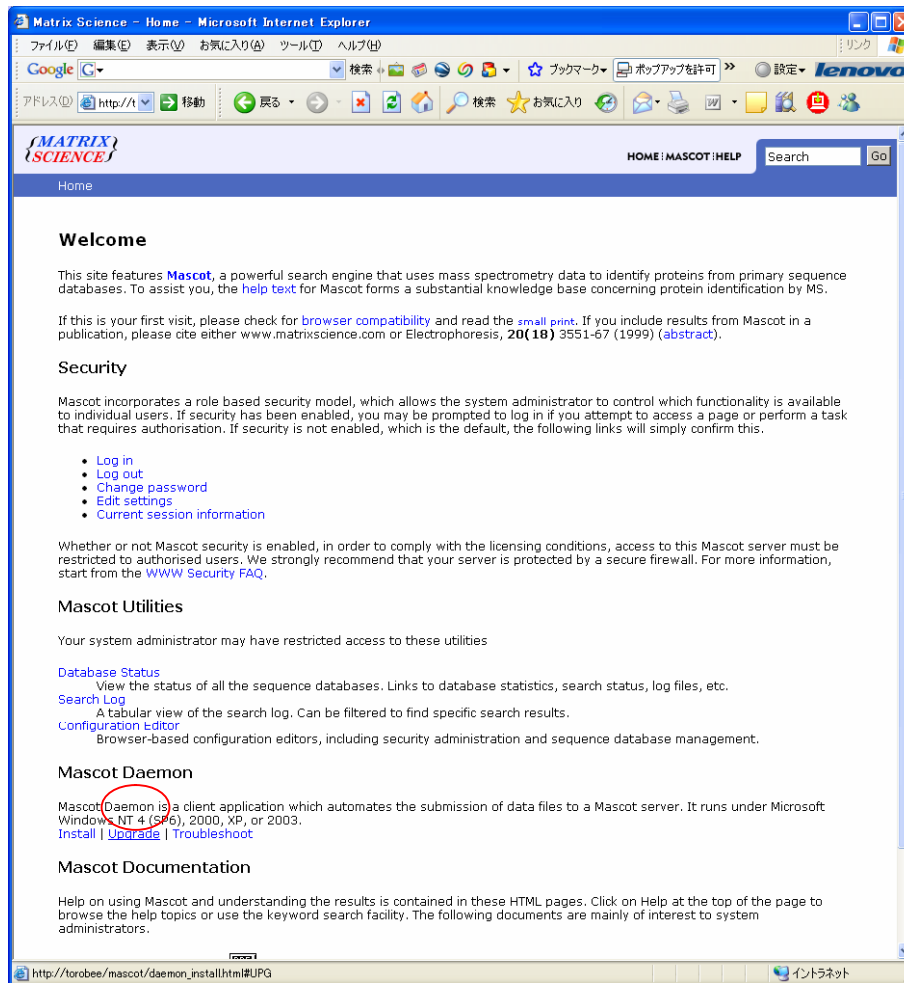 Matrix Science - Home - Microsoft Internet Explorer
ファイル(F) 編集(E) 表示(V) お気に入り(A) ツール(T) ヘルプ(H) リンク
Google G 検索 ブックマーク ポップアップを許可 » 設定 lenovo
アドレス(D) http://t 移動 戻る 検索 お気に入り
{MATRIX
SCIENCE}
HOME MASCOT HELP Search Go
Home
Welcome
This site features Mascot, a powerful search engine that uses mass spectrometry data to identify proteins from primary sequence
databases. To assist you, the help text for Mascot forms a substantial knowledge base concerning protein identification by MS.
If this is your first visit, please check for browser compatibility and read the small print. If you include results from Mascot in a
publication, please cite either www.matrixscience.com or Electrophoresis, 20(18) 3551-67 (1999) (abstract).
Security
Mascot incorporates a role based security model, which allows the system administrator to control which functionality is available
to individual users. If security has been enabled, you may be prompted to log in if you attempt to access a page or perform a task
that requires authorisation. If security is not enabled, which is the default, the following links will simply confirm this.
• Log in
• Log out
• Change password
• Edit settings
• Current session information
Whether or not Mascot security is enabled, in order to comply with the licensing conditions, access to this Mascot server must be
restricted to authorised users. We strongly recommend that your server is protected by a secure firewall. For more information,
start from the WWW Security FAQ.
Mascot Utilities
Your system administrator may have restricted access to these utilities
Database Status
View the status of all the sequence databases. Links to database statistics, search status, log files, etc.
Search Log
A tabular view of the search log. Can be filtered to find specific search results.
Configuration Editor
Browser-based configuration editors, including security administration and sequence database management.
Mascot Daemon
Mascot Daemon is a client application which automates the submission of data files to a Mascot server. It runs under Microsoft
Windows NT 4 (SP6), 2000, XP, or 2003.
Install | Upgrade | Troubleshoot
Mascot Documentation
Help on using Mascot and understanding the results is contained in these HTML pages. Click on Help at the top of the page to
browse the help topics or use the keyword search facility. The following documents are mainly of interest to system
administrators.
http://torobee/mascot/daemon_install.html#UPG イントラネット